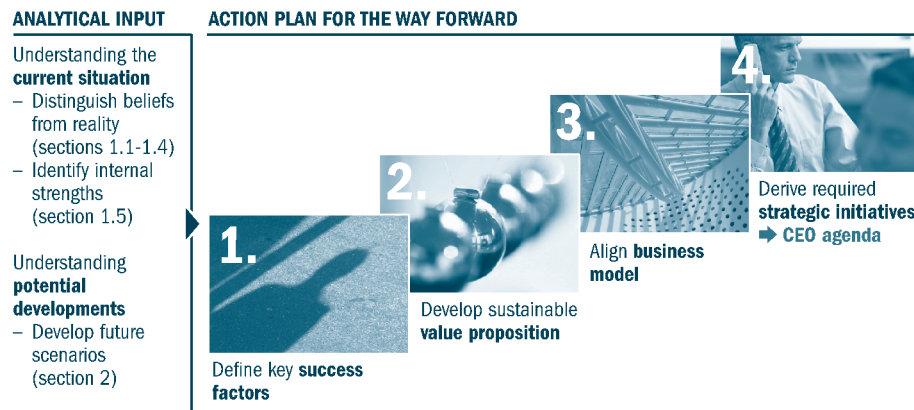 ANALYTICAL INPUT
Understanding the
current situation
– Distinguish beliefs
from reality
(sections 1.1-1.4)
– Identify internal
strengths
(section 1.5)
Understanding
potential
developments
– Develop future
scenarios
(section 2)
ACTION PLAN FOR THE WAY FORWARD
1.
Define key success
factors
2.
Develop sustainable
value proposition
3.
Align business
model
4.
Derive required
strategic initiatives
➡ CEO agenda